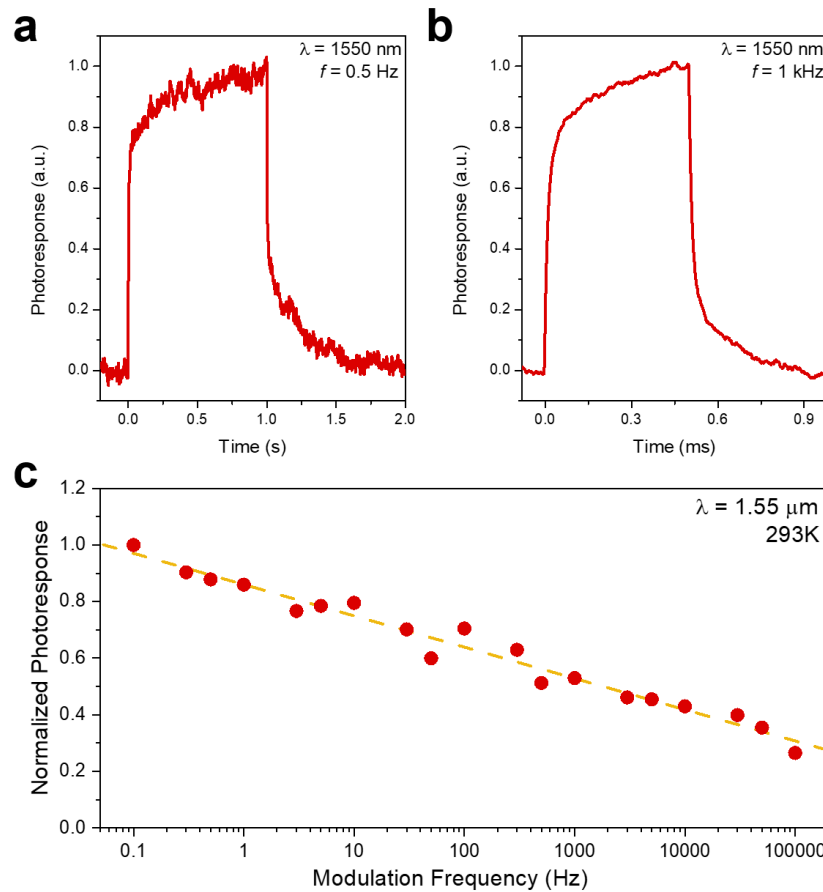 a
λ = 1550 nm
f = 0.5 Hz
Photoresponse (a.u.)
1.0
0.8
0.6
0.4
0.2
0.0
0.0 0.5 1.0 1.5 2.0
Time (s)
b
λ = 1550 nm
f = 1 kHz
Photoresponse (a.u.)
1.0
0.8
0.6
0.4
0.2
0.0
0.0 0.3 0.6 0.9
Time (ms)
c
λ = 1.55 μm
293K
Normalized Photoresponse
1.2
1.0
0.8
0.6
0.4
0.2
0.0
0.1 1 10 100 1000 10000 100000
Modulation Frequency (Hz)